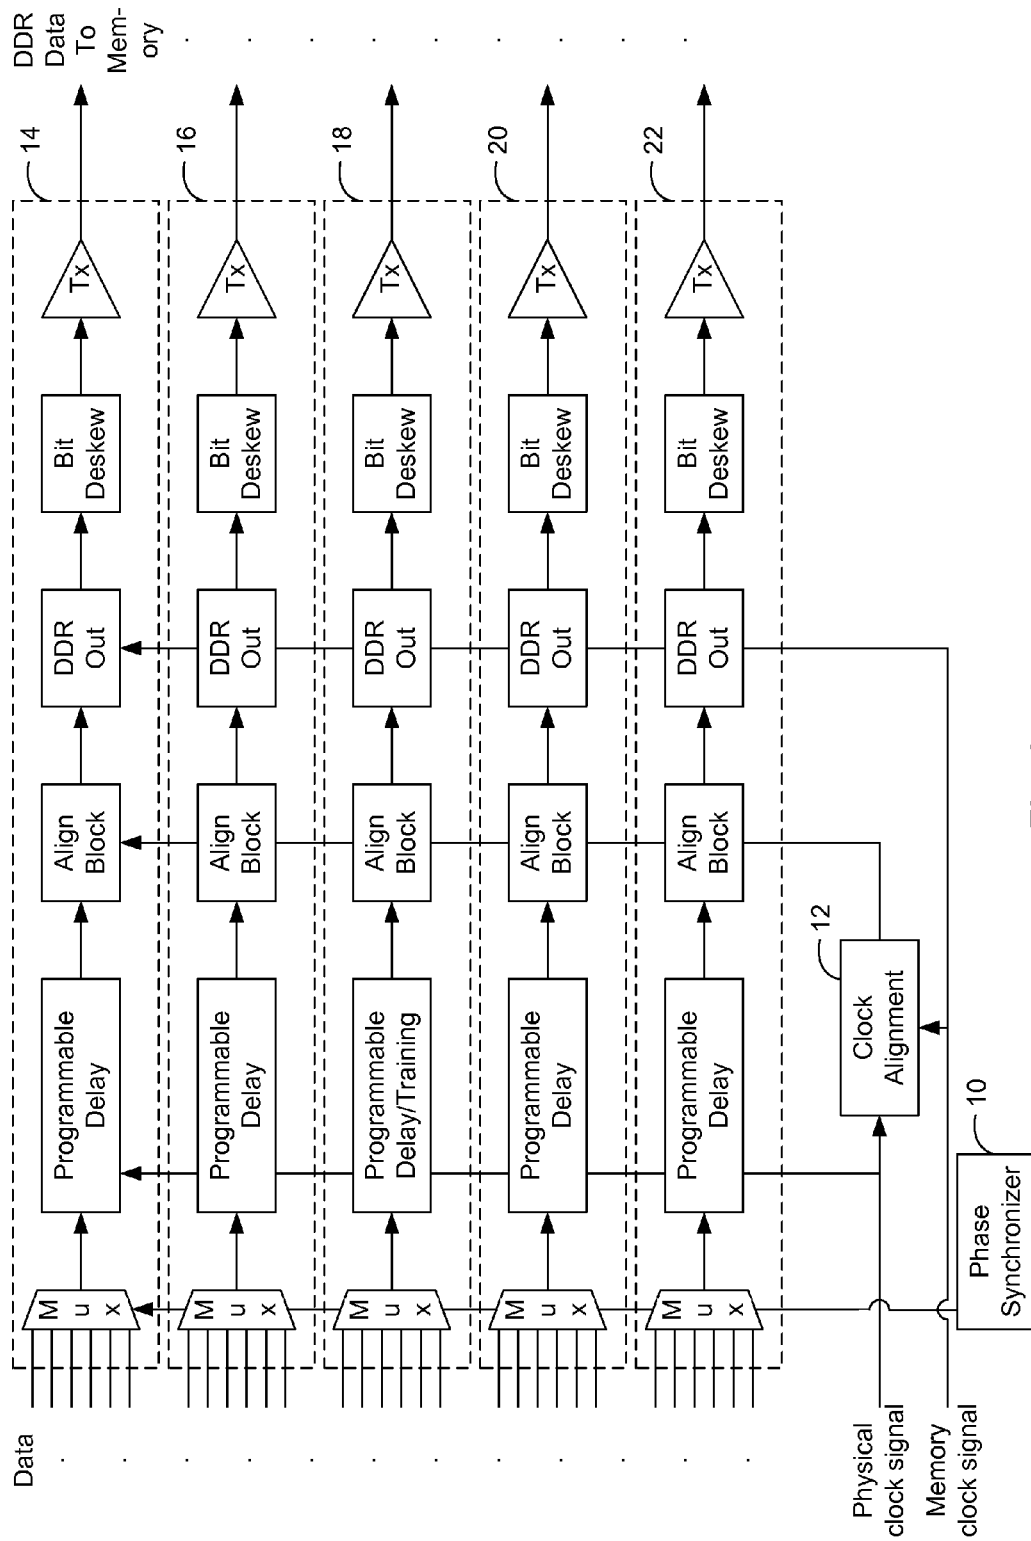 DDR
Data
To
Mem-
ory
Data
14
M
u
x
Programmable
Delay
Align
Block
DDR
Out
Bit
Deskew
Tx
16
M
u
x
Programmable
Delay
Align
Block
DDR
Out
Bit
Deskew
Tx
18
M
u
x
Programmable
Delay/Training
Align
Block
DDR
Out
Bit
Deskew
Tx
20
M
u
x
Programmable
Delay
Align
Block
DDR
Out
Bit
Deskew
Tx
22
M
u
x
Programmable
Delay
Align
Block
DDR
Out
Bit
Deskew
Tx
Physical
clock signal
Clock
Alignment
12
Memory
clock signal
Phase
Synchronizer
10